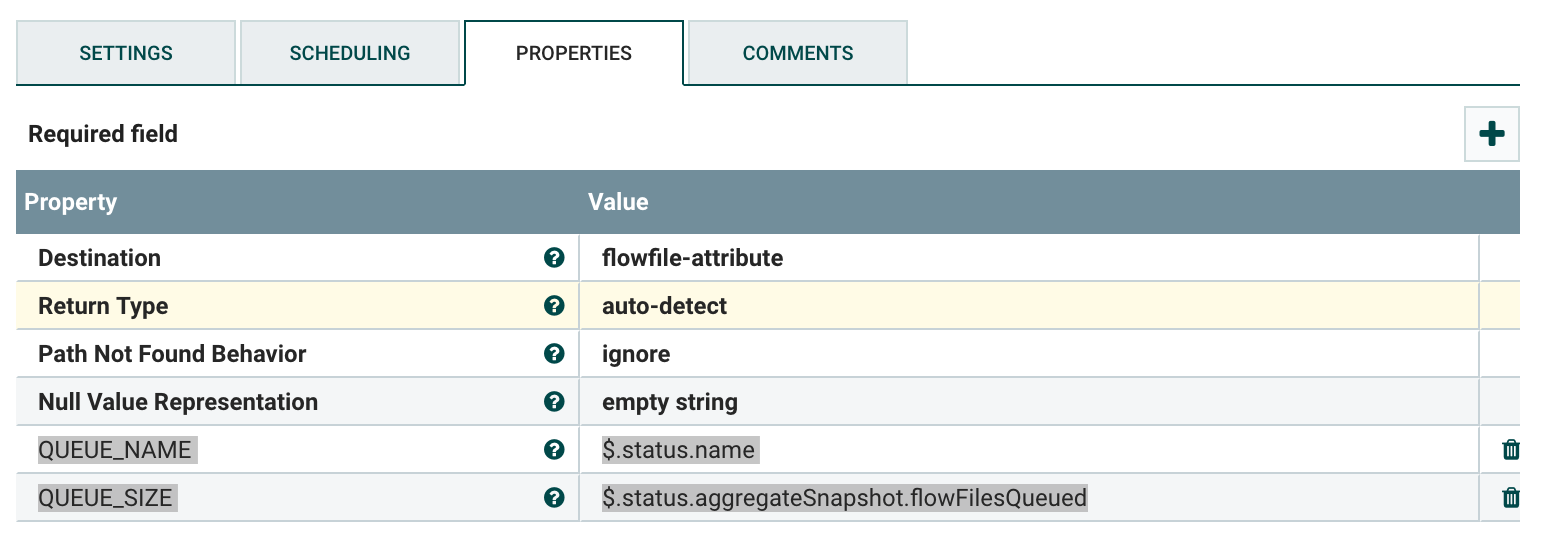 SETTINGS SCHEDULING PROPERTIES COMMENTS
Required field
Property Value
Destination flowfile-attribute
Return Type auto-detect
Path Not Found Behavior ignore
Null Value Representation empty string
QUEUE_NAME $.status.name
QUEUE_SIZE $.status.aggregateSnapshot.flowFilesQueued